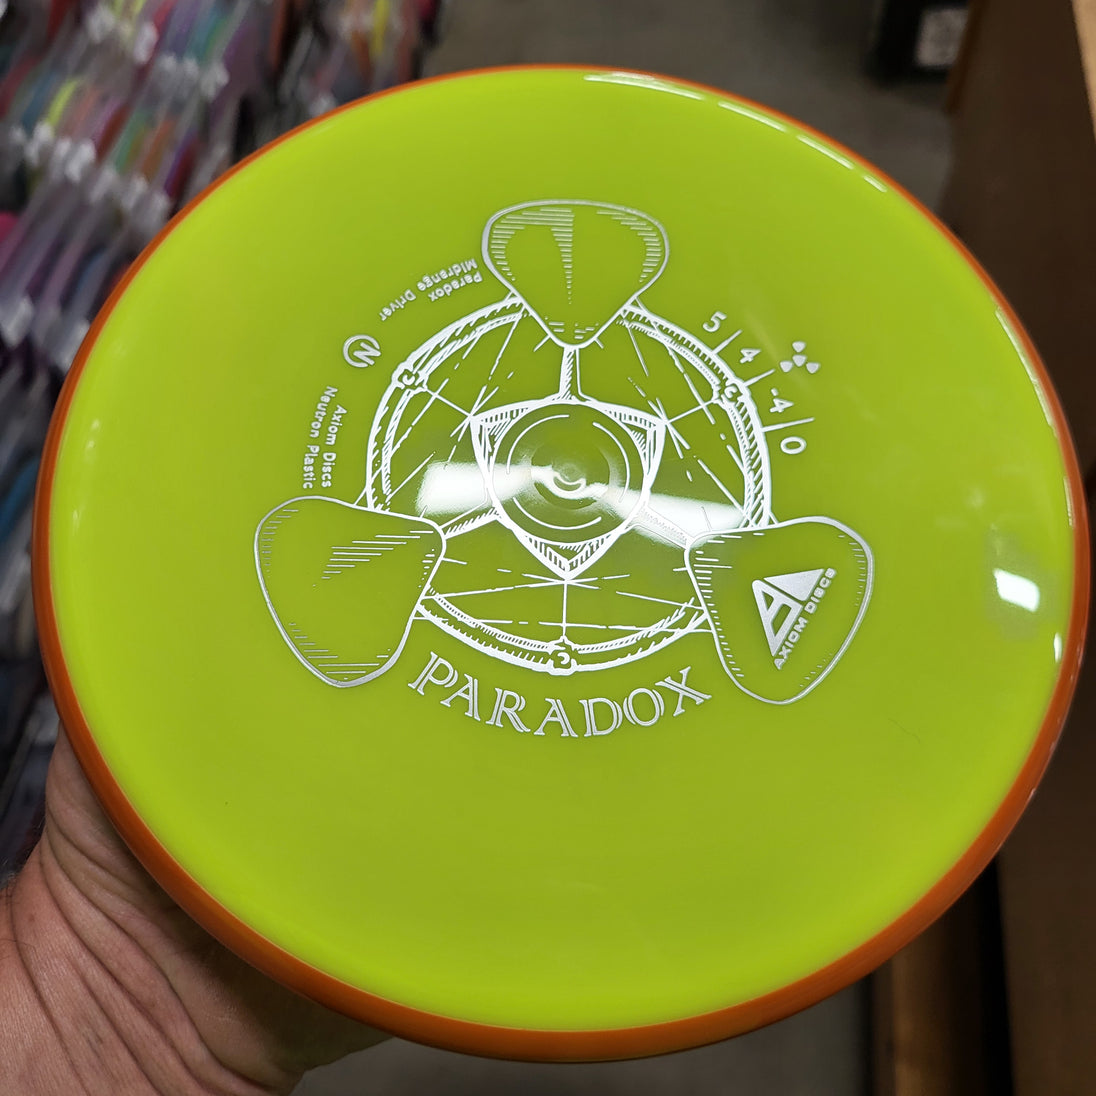 Paradox
Midrange Driver
5
4
-4
0
N
Axiom Discs
Neutron Plastic
AXIOM DISCS
PARADOX